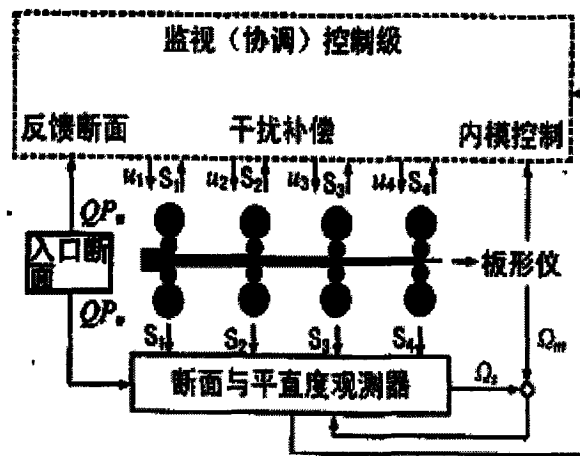 监视（协调）控制级
反馈断面 干扰补偿 内模控制
u₁ S₁ u₂ S₂ u₃ S₃ u₄ S₄
QPₙ
入口断面
板形仪
QPₙ
S₁ S₂ S₃ S₄
Ωₘ
断面与平直度观测器
Ωₛ